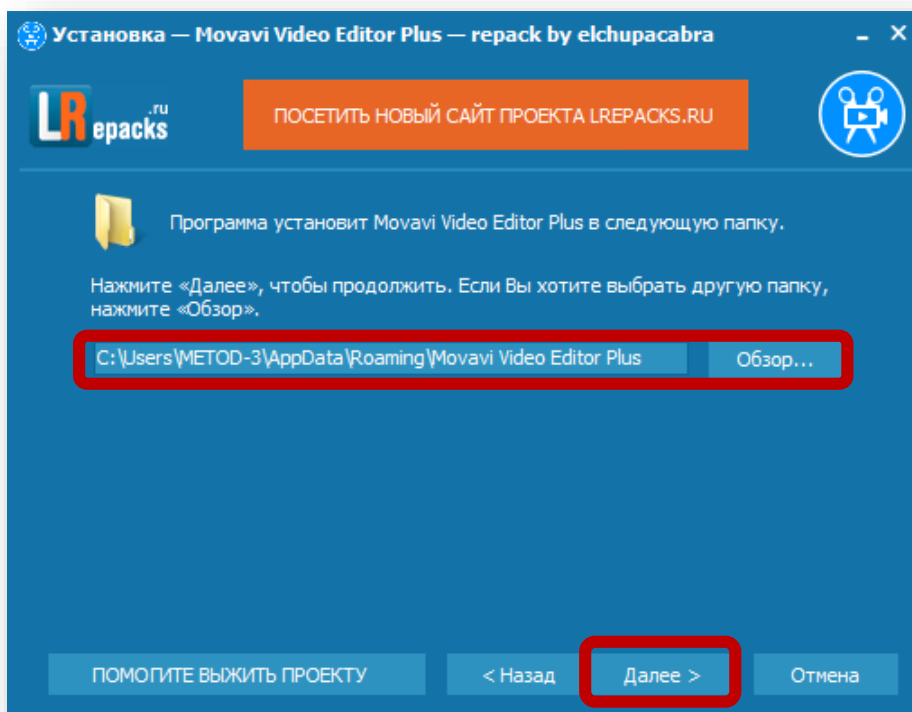 Установка — Movavi Video Editor Plus — repack by elchupacabra
LRepacks.ru
ПОСЕТИТЬ НОВЫЙ САЙТ ПРОЕКТА LREPACKS.RU
Программа установит Movavi Video Editor Plus в следующую папку.
Нажмите «Далее», чтобы продолжить. Если Вы хотите выбрать другую папку,
нажмите «Обзор».
C:\Users\METOD-3\AppData\Roaming\Movavi Video Editor Plus
Обзор...
ПОМОГИТЕ ВЫЖИТЬ ПРОЕКТУ
< Назад
Далее >
Отмена